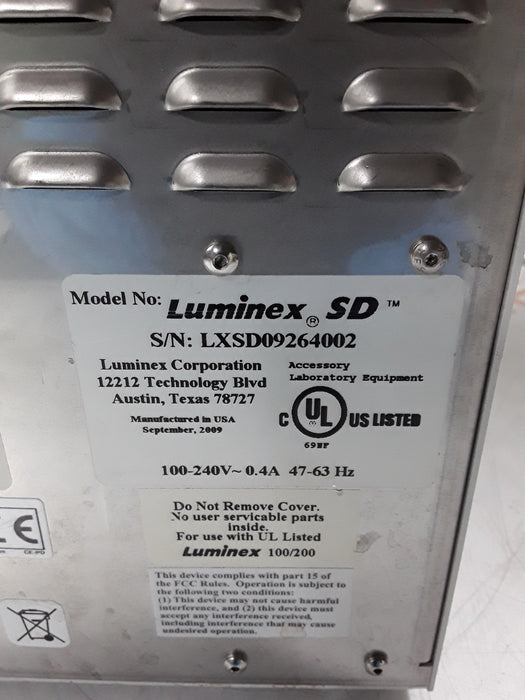 Model No: Luminex® SD™
S/N: LXSD09264002
Luminex Corporation
12212 Technology Blvd
Austin, Texas 78727
Manufactured in USA
September, 2009
Accessory
Laboratory Equipment
C UL US LISTED
100-240V~ 0.4A 47-63 Hz
Do Not Remove Cover.
No user servicable parts
inside.
For use with UL Listed
Luminex 100/200
CE
This device complies with part 15 of
the FCC Rules. Operation is subject to
the following two conditions:
(1) This device may not cause harmful
interference, and (2) this device must
accept any interference received,
including interference that may cause
undesired operation.